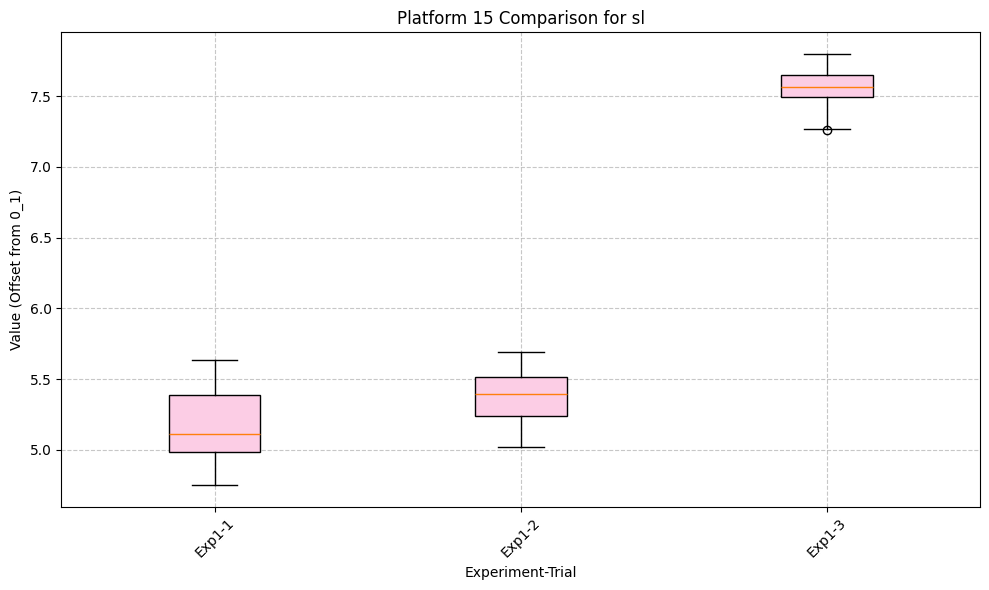 Platform 15 Comparison for sl
Value (Offset from 0_1)
7.5
7.0
6.5
6.0
5.5
5.0
Exp1-1
Exp1-2
Exp1-3
Experiment-Trial